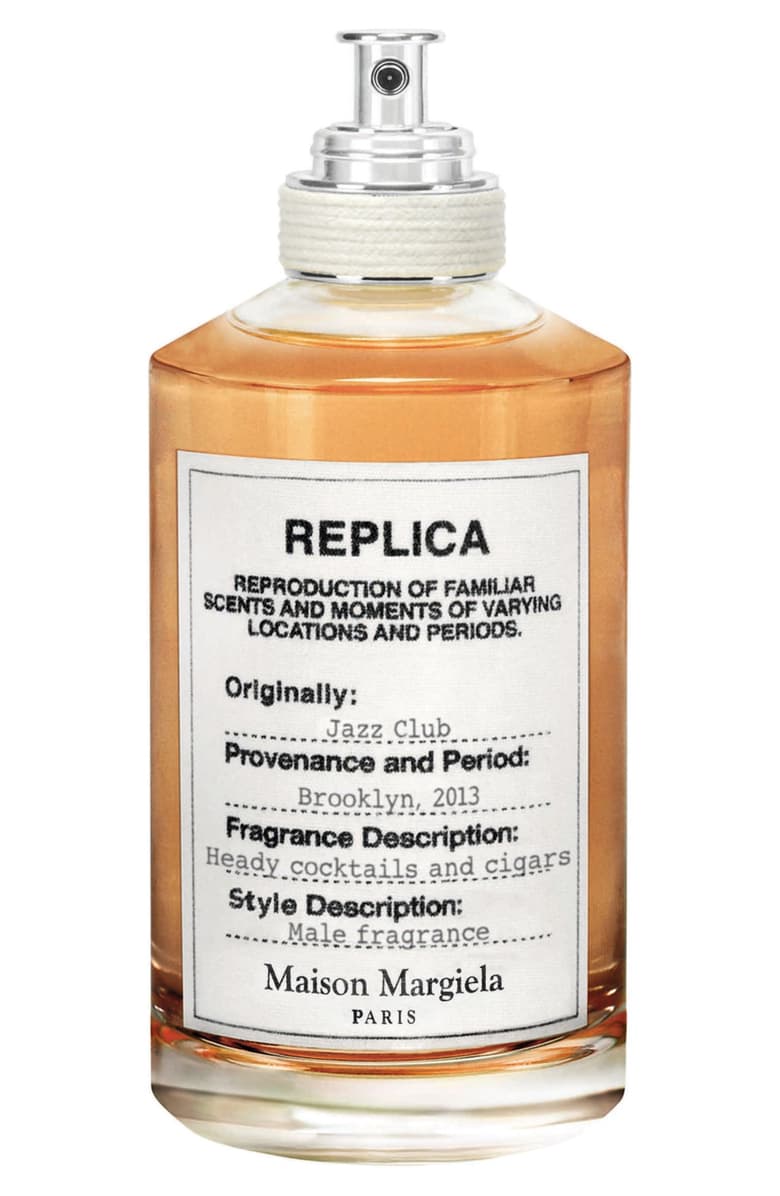 REPLICA
REPRODUCTION OF FAMILIAR
SCENTS AND MOMENTS OF VARYING
LOCATIONS AND PERIODS.
Originally:
Jazz Club
Provenance and Period:
Brooklyn, 2013
Fragrance Description:
Heady cocktails and cigars
Style Description:
Male fragrance
Maison Margiela
PARIS